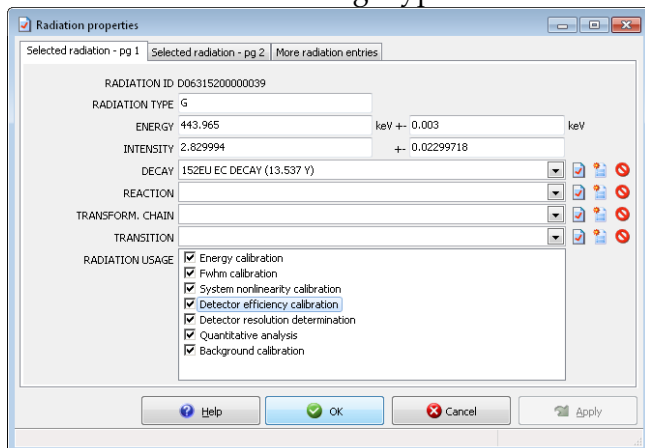 Radiation properties
Selected radiation - pg 1 Selected radiation - pg 2 More radiation entries
RADIATION ID D06315200000039
RADIATION TYPE G
ENERGY 443.965 keV +- 0.003 keV
INTENSITY 2.829994 +- 0.02299718
DECAY 152EU EC DECAY (13.537 Y)
REACTION
TRANSFORM. CHAIN
TRANSITION
RADIATION USAGE Energy calibration
Fwhm calibration
System nonlinearity calibration
Detector efficiency calibration
Detector resolution determination
Quantitative analysis
Background calibration
Help OK Cancel Apply